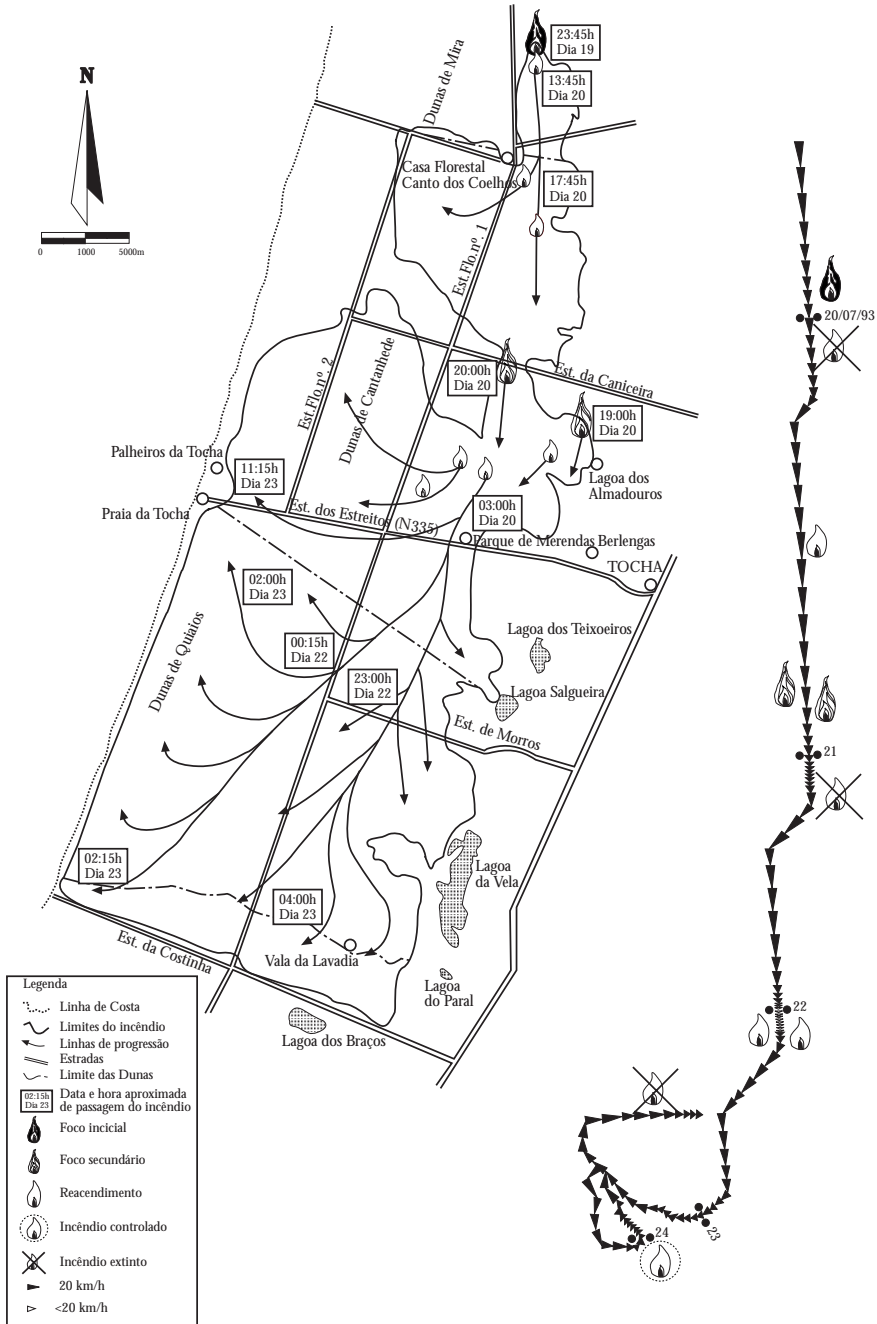 23:45h
Dia 19
N
Dunas de Mira
13:45h
Dia 20
Casa Florestal
Canto dos Coelhos
17:45h
Dia 20
0 1000 5000m
Est.Flo.nº. 1
20/07/93
Est.Flo.nº. 2
Dunas de Cantanhede
20:00h
Dia 20
Est. da Caniceira
19:00h
Dia 20
Palheiros da Tocha
11:15h
Dia 23
Lagoa dos
Almadouros
Praia da Tocha
Est. dos Estreitos (N335)
03:00h
Dia 20
Parque de Merendas Berlengas
TOCHA
02:00h
Dia 23
Dunas de Quiaios
00:15h
Dia 22
Lagoa dos Teixoeiros
23:00h
Dia 22
Lagoa Salgueira
Est. de Morros
21
02:15h
Dia 23
Lagoa
da Vela
04:00h
Dia 23
Est. da Costinha
Vala da Lavadia
Lagoa
do Paral
Lagoa dos Braços
22
23
24
Legenda
Linha de Costa
Limites do incêndio
Linhas de progressão
Estradas
Limite das Dunas
02:15h
Dia 23
Data e hora aproximada
de passagem do incêndio
Foco incicial
Foco secundário
Reacendimento
Incêndio controlado
Incêndio extinto
20 km/h
<20 km/h